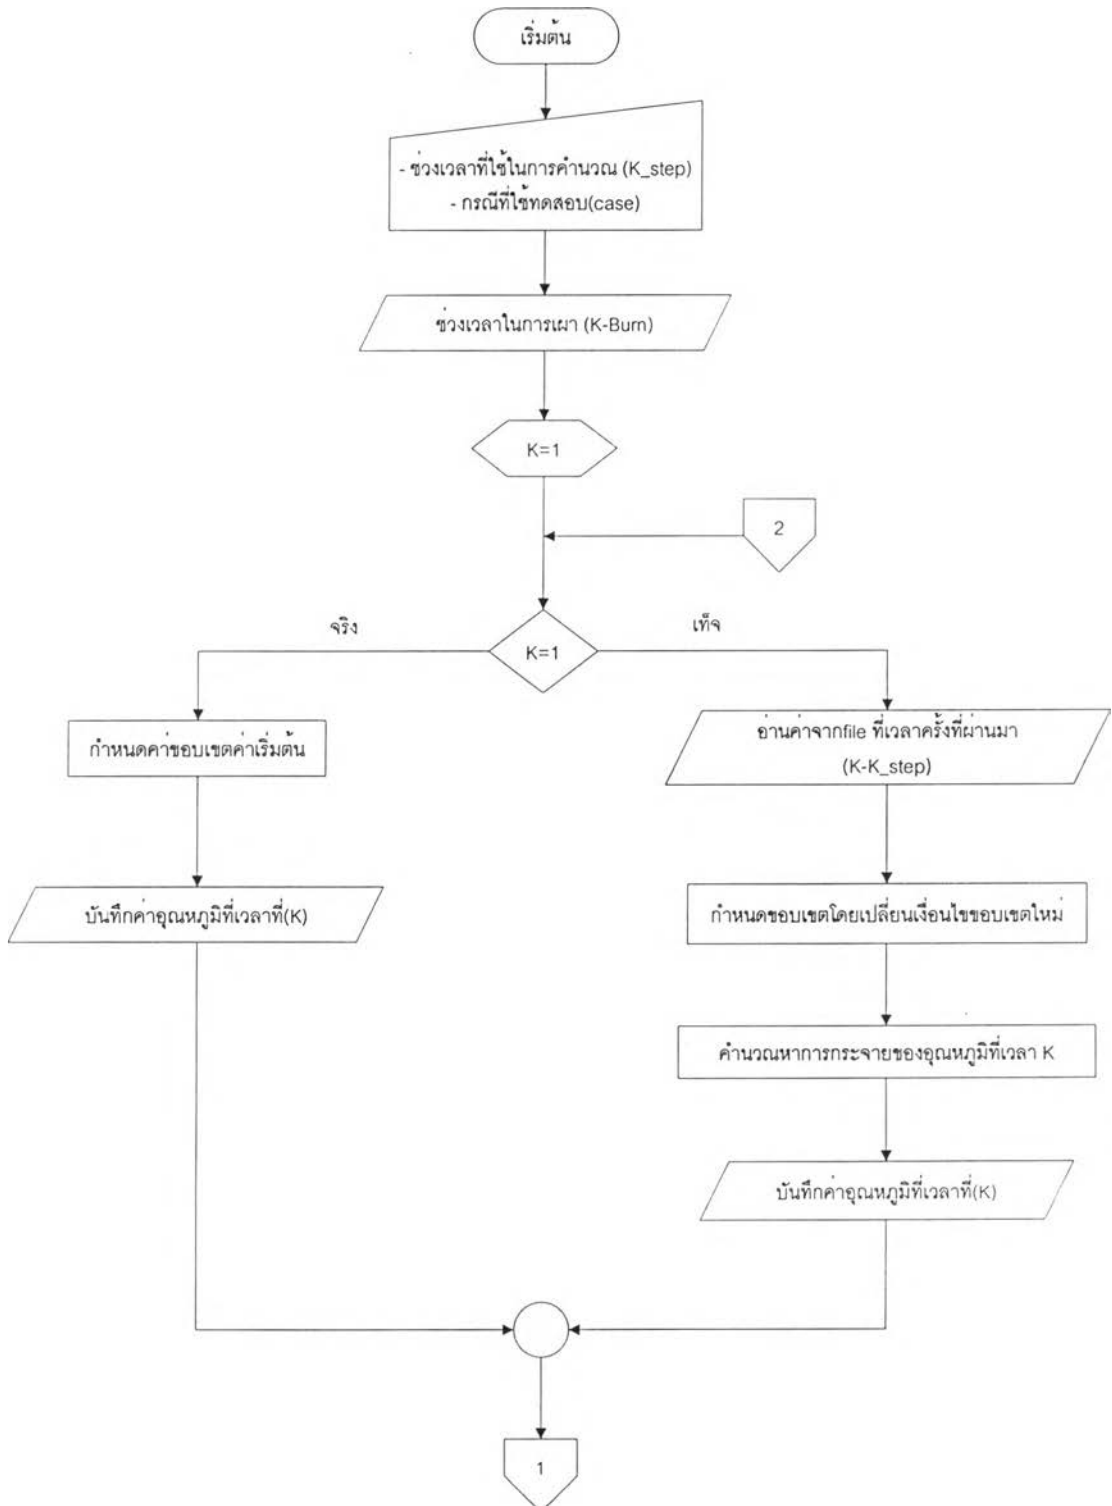 เริ่มต้น
- ช่วงเวลาที่ใช้ในการคำนวณ (K_step)
- กรณีที่ใช้ทดสอบ(case)
ช่วงเวลาในการเผา (K-Burn)
K=1
2
จริง
เท็จ
K=1
กำหนดค่าขอบเขตค่าเริ่มต้น
อ่านค่าจากfile ที่เวลาครั้งที่ผ่านมา
(K-K_step)
บันทึกค่าอุณหภูมิที่เวลาที่(K)
กำหนดขอบเขตโดยเปลี่ยนเงื่อนไขขอบเขตใหม่
คำนวณหาการกระจายของอุณหภูมิที่เวลา K
บันทึกค่าอุณหภูมิที่เวลาที่(K)
1